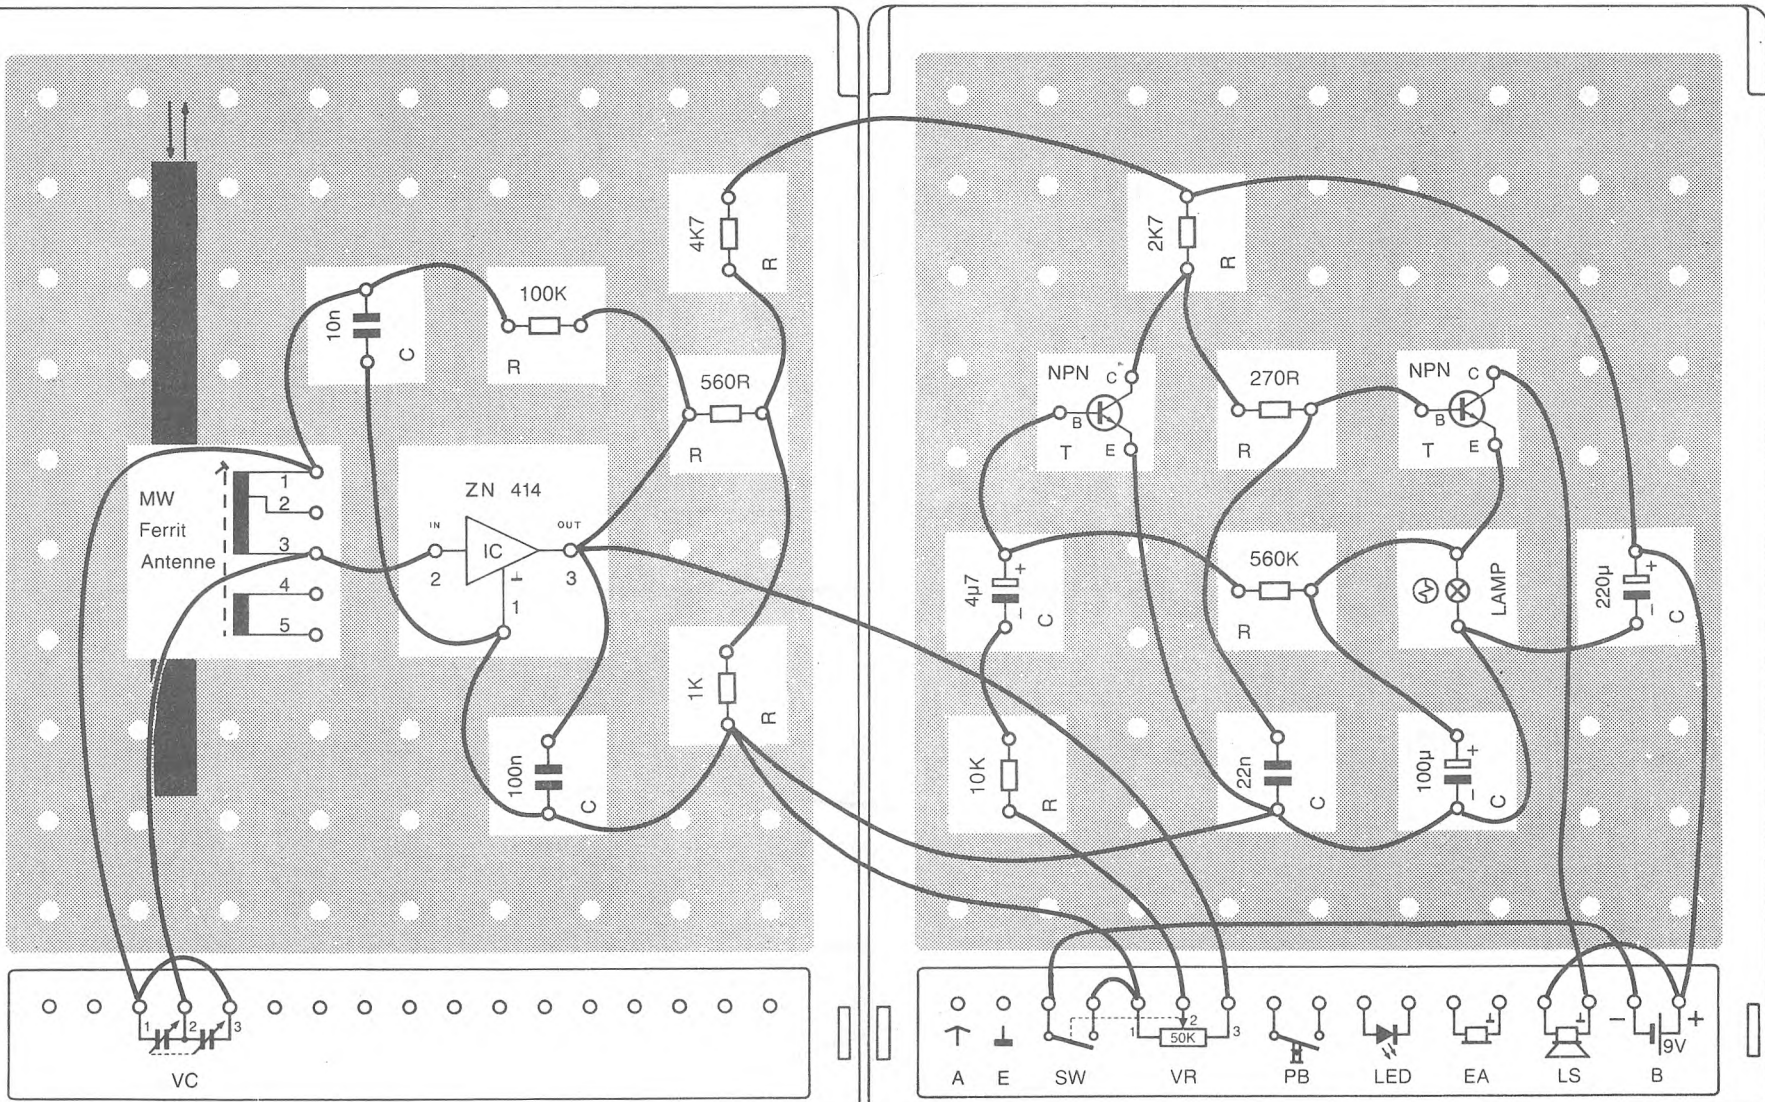 4K7
R
10n
C
100K
R
560R
R
MW
Ferrit
Antenne
1
2
3
4
5
ZN 414
IN
OUT
IC
2
3
1
1K
R
100n
C
1
2
3
VC
2K7
R
NPN
C
B
E
T
270R
R
NPN
C
B
E
T
4µ7
+
−
C
560K
R
LAMP
220µ
+
−
C
10K
R
22n
C
100µ
+
−
C
1
2
3
50K
−
+
9V
A
E
SW
VR
PB
LED
EA
LS
B